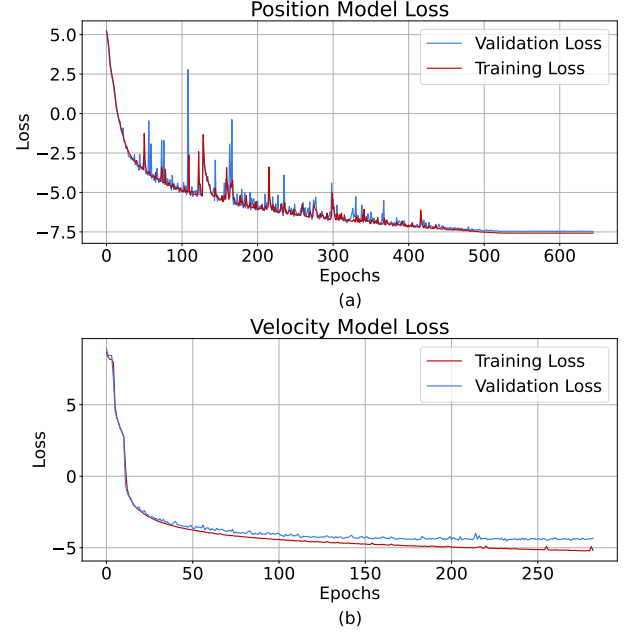 Position Model Loss
5.0
2.5
0.0
−2.5
−5.0
−7.5
Loss
Validation Loss
Training Loss
0 100 200 300 400 500 600
Epochs
(a)
Velocity Model Loss
5
0
−5
Loss
Training Loss
Validation Loss
0 50 100 150 200 250
Epochs
(b)